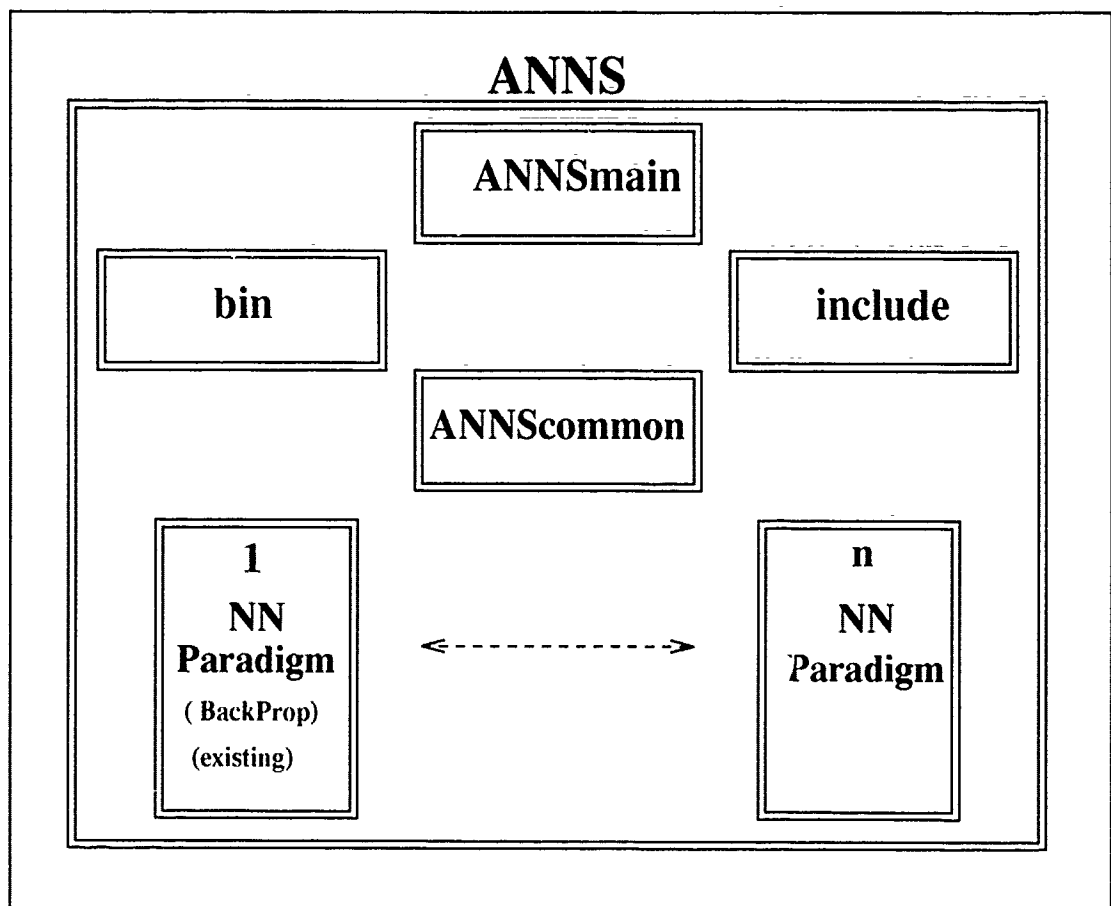 ANNS
ANNSmain
bin
include
ANNScommon
1
NN
Paradigm
( BackProp)
(existing)
n
NN
Paradigm